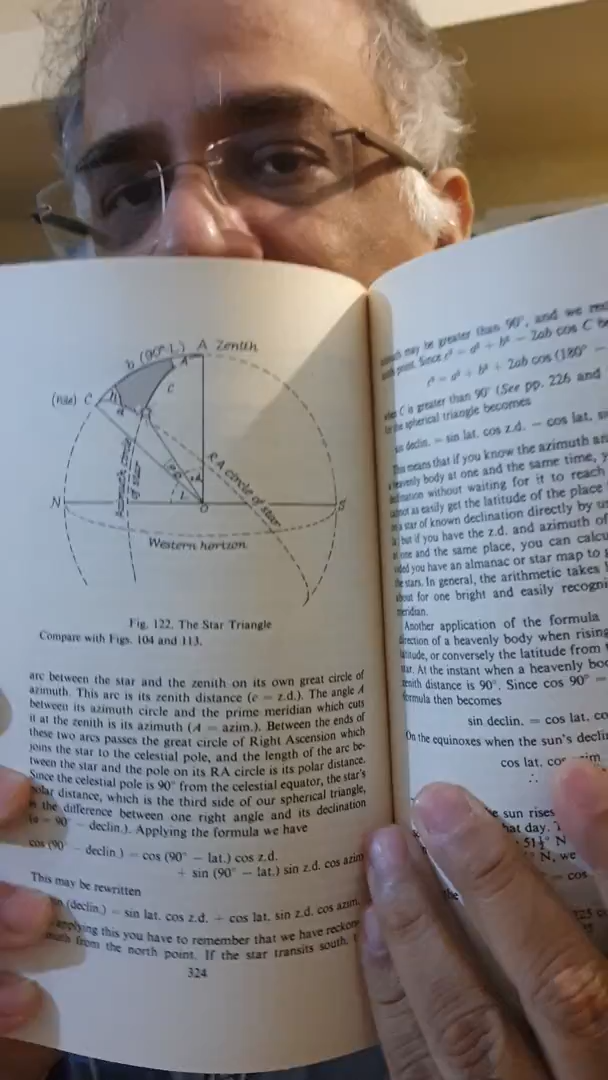 A Zenith
b (90°-L)
A
c
(Pole) C
a
RA circle of star
Azimuth circle
of star
N
O
S
Western horizon
Fig. 122. The Star Triangle
Compare with Figs. 104 and 113.
arc between the star and the zenith on its own great circle of
azimuth. This arc is its zenith distance (c = z.d.). The angle A
between its azimuth circle and the prime meridian which cuts
it at the zenith is its azimuth (A = azim.). Between the ends of
these two arcs passes the great circle of Right Ascension which
joins the star to the celestial pole, and the length of the arc be-
tween the star and the pole on its RA circle is its polar distance.
Since the celestial pole is 90° from the celestial equator, the star's
polar distance, which is the third side of our spherical triangle,
is the difference between one right angle and its declination
(a = 90° - declin.). Applying the formula we have
cos (90° - declin.) = cos (90° - lat.) cos z.d.
+ sin (90° - lat.) sin z.d. cos azim
This may be rewritten
(declin.) = sin lat. cos z.d. + cos lat. sin z.d. cos azim.
applying this you have to remember that we have reckon
from the north point. If the star transits south,
324
may be greater than 90°, and we
point. Since c² = a² + b² - 2ab cos C
c² = a² + b² + 2ab cos (180° -
C is greater than 90° (See pp. 226 and
spherical triangle becomes
declin. = sin lat. cos z.d. - cos lat.
This means that if you know the azimuth
heavenly body at one and the same time,
without waiting for it to reach
as easily get the latitude of the place
a star of known declination directly by
but if you have the z.d. and azimuth of
one and the same place, you can
you have an almanac or star map to
the stars. In general, the arithmetic takes
for one bright and easily
meridian.
Another application of the formula
direction of a heavenly body when rising
latitude, or conversely the latitude from
star. At the instant when a heavenly
zenith distance is 90°. Since cos 90° =
formula then becomes
sin declin. = cos lat.
On the equinoxes when the sun's
cos lat.
∴
sun rises
that day.
51½° N
N, we
= cos
the